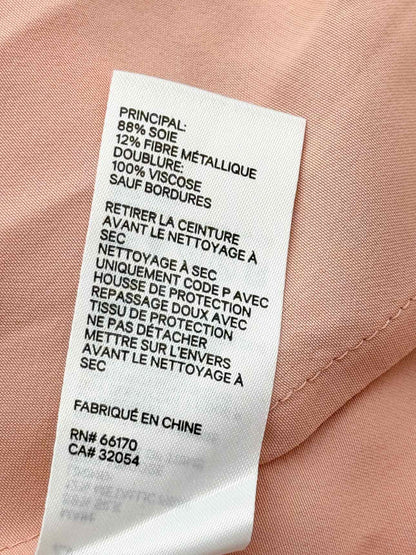 PRINCIPAL:
88% SOIE
12% FIBRE MÉTALLIQUE
DOUBLURE:
100% VISCOSE
SAUF BORDURES
RETIRER LA CEINTURE
AVANT LE NETTOYAGE À
SEC
NETTOYAGE À SEC
UNIQUEMENT CODE P AVEC
HOUSSE DE PROTECTION
REPASSAGE DOUX AVEC
TISSU DE PROTECTION
NE PAS DÉTACHER
METTRE SUR L'ENVERS
AVANT LE NETTOYAGE À
SEC
FABRIQUÉ EN CHINE
RN# 66170
CA# 32054